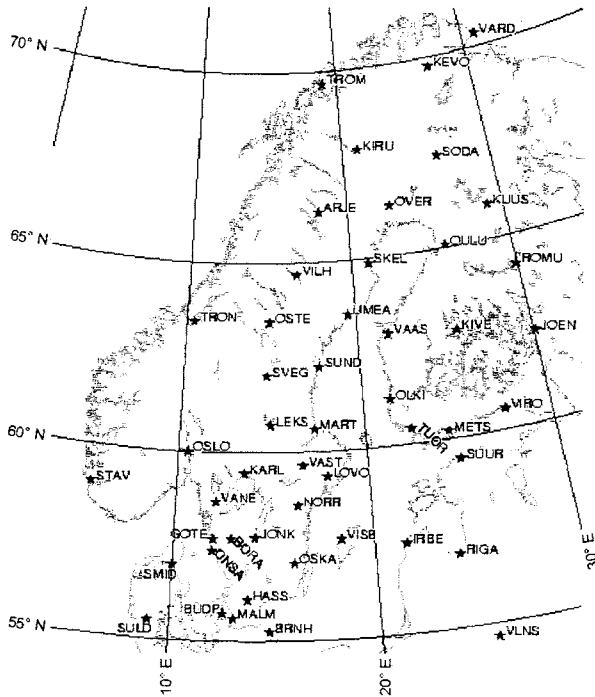 VARD
70° N
KEVO
TROM
KIRU
SODA
OVER
KUUS
ARJE
65° N
OULU
SKEL
ROMU
VILH
UMEA
TRON
OSTE
VAAS
KIVE
JOEN
SUND
SVEG
OLKI
VIRO
LEKS
MART
TUOR
METS
60° N
OSLO
SUUR
VAST
KARL
LOVO
STAV
VANE
NORR
GOTE
BORA
JONK
VISB
IRBE
ONSA
RIGA
30° E
SMID
OSKA
HASS
BUDP
MALM
55° N
SULD
BRNH
VLNS
10° E
20° E